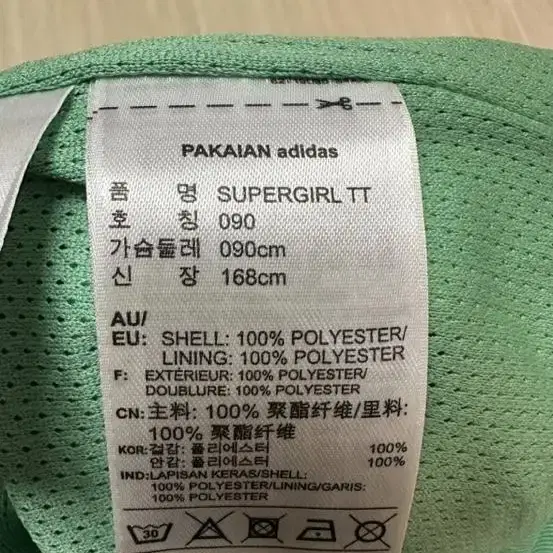 PAKAIAN adidas
품 명 SUPERGIRL TT
호 칭 090
가슴둘레 090cm
신 장 168cm
AU/
EU: SHELL: 100% POLYESTER/
LINING: 100% POLYESTER
F: EXTÉRIEUR: 100% POLYESTER/
DOUBLURE: 100% POLYESTER
CN: 主料: 100% 聚酯纤维/里料:
100% 聚酯纤维
KOR: 겉감: 폴리에스터 100%
안감: 폴리에스터 100%
IND: LAPISAN KERAS/SHELL:
100% POLYESTER/LINING/GARIS:
100% POLYESTER
30